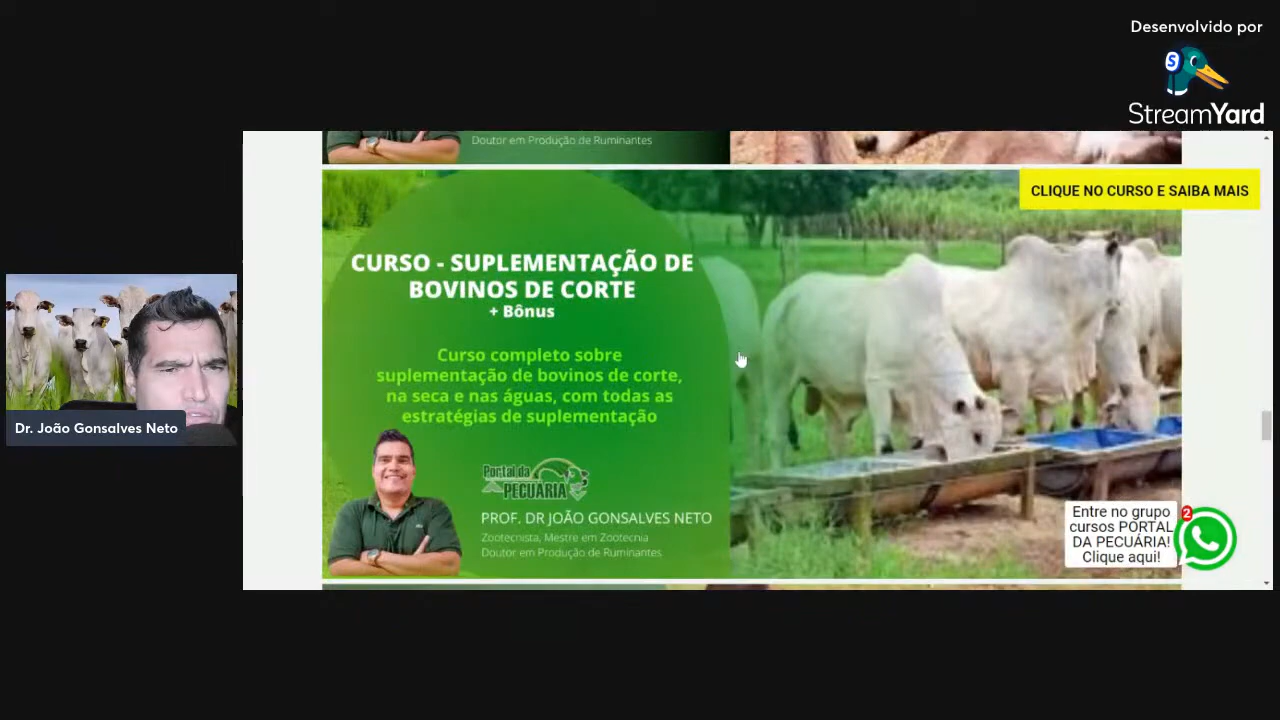 Desenvolvido por
StreamYard
Doutor em Produção de Ruminantes
CLIQUE NO CURSO E SAIBA MAIS
CURSO - SUPLEMENTAÇÃO DE
BOVINOS DE CORTE
+ Bônus
Curso completo sobre
suplementação de bovinos de corte,
na seca e nas águas, com todas as
estratégias de suplementação
Dr. João Gonsalves Neto
Portal da
PECUÁRIA
PROF. DR JOÃO GONSALVES NETO
Zootecnista, Mestre em Zootecnia
Doutor em Produção de Ruminantes
Entre no grupo
cursos PORTAL
DA PECUÁRIA!
Clique aqui!
2